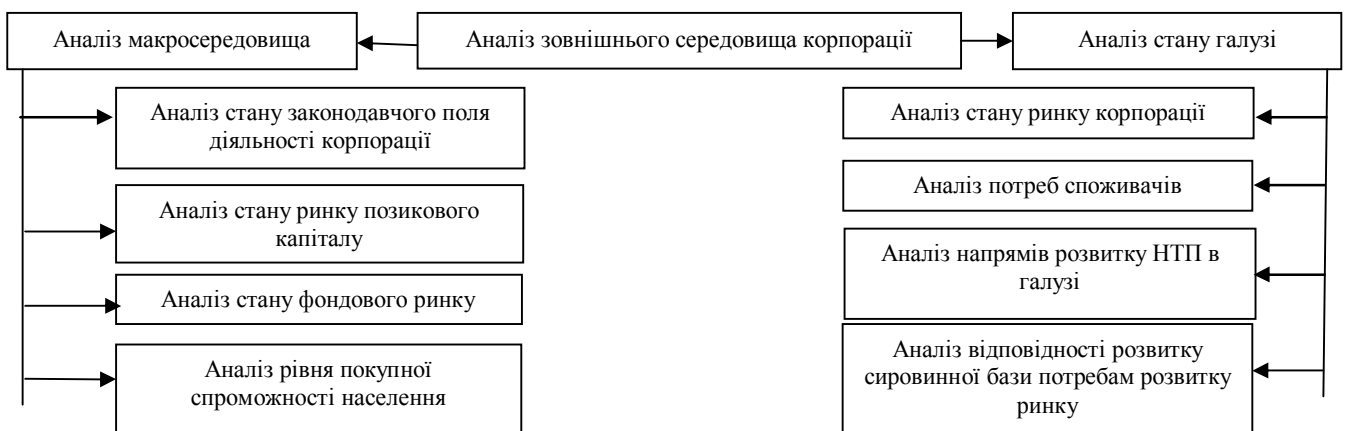 Аналіз макросередовища
Аналіз зовнішнього середовища корпорації
Аналіз стану галузі
Аналіз стану законодавчого поля
діяльності корпорації
Аналіз стану ринку позикового
капіталу
Аналіз стану фондового ринку
Аналіз рівня покупної
спроможності населення
Аналіз стану ринку корпорації
Аналіз потреб споживачів
Аналіз напрямів розвитку НТП в
галузі
Аналіз відповідності розвитку
сировинної бази потребам розвитку
ринку